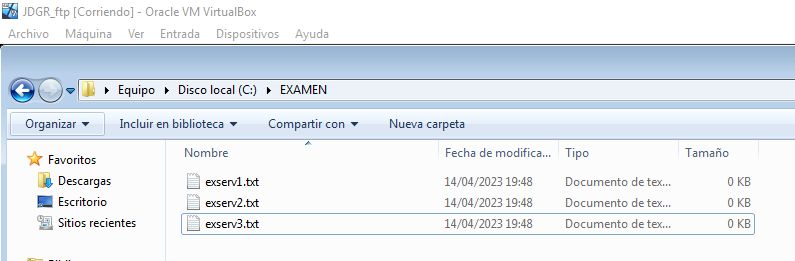 JDGR_ftp [Corriendo] - Oracle VM VirtualBox
Archivo Máquina Ver Entrada Dispositivos Ayuda
Equipo Disco local (C:) EXAMEN
Organizar Incluir en biblioteca Compartir con Nueva carpeta
Favoritos
Descargas
Escritorio
Sitios recientes
Nombre Fecha de modifica... Tipo Tamaño
exserv1.txt 14/04/2023 19:48 Documento de tex... 0 KB
exserv2.txt 14/04/2023 19:48 Documento de tex... 0 KB
exserv3.txt 14/04/2023 19:48 Documento de tex... 0 KB